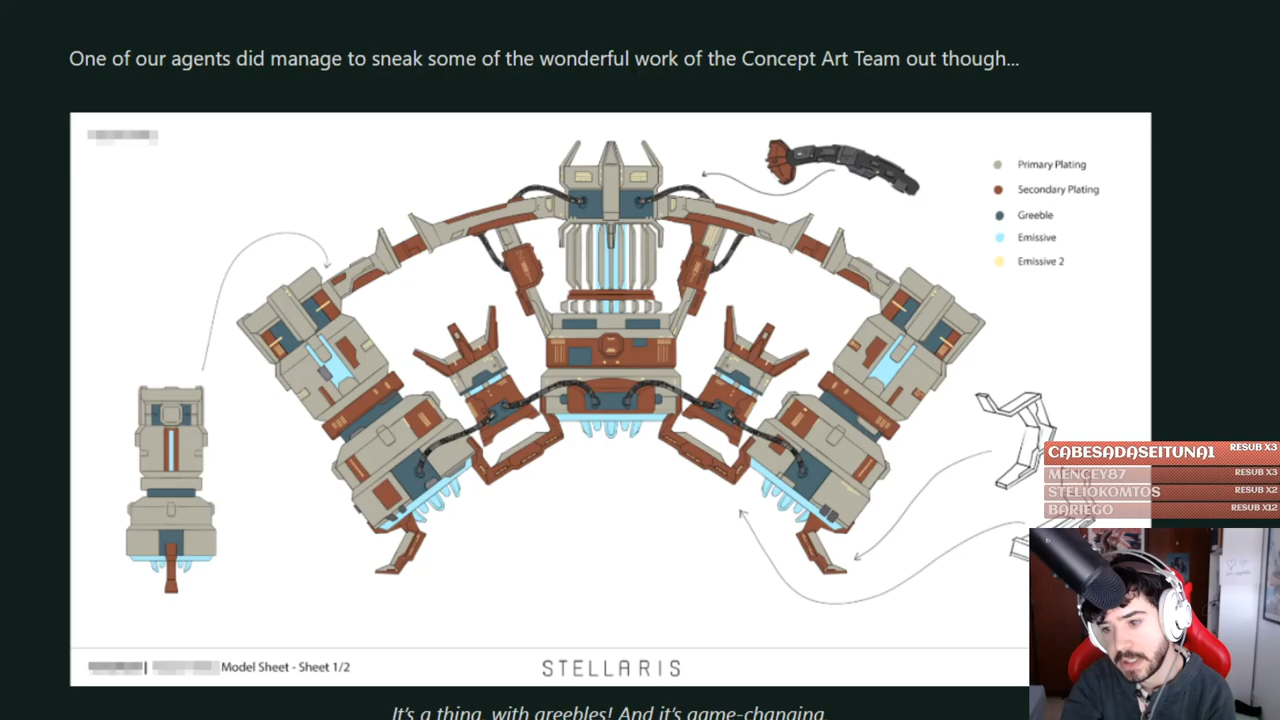 One of our agents did manage to sneak some of the wonderful work of the Concept Art Team out though...
Primary Plating
Secondary Plating
Greeble
Emissive
Emissive 2
CABESADASEITUNA1 RESUB X3
MENCEY87 RESUB X3
STELIOKOMTOS RESUB X2
BARIEGO RESUB X12
| Model Sheet - Sheet 1/2
STELLARIS
It's a thing, with greebles! And it's game-changing.